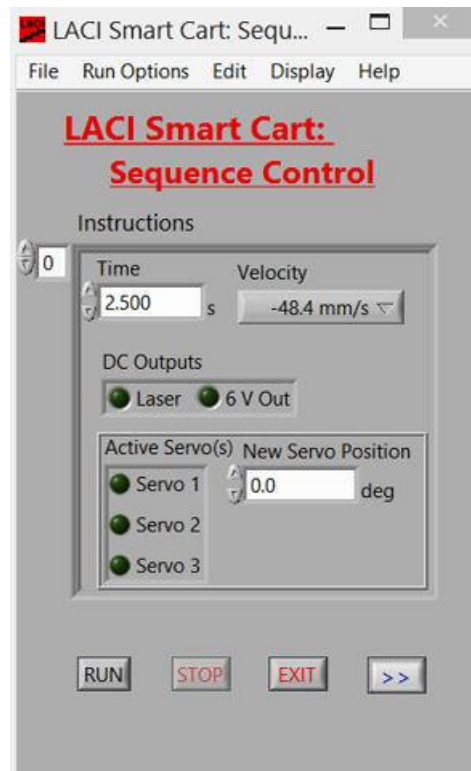 LACI Smart Cart: Sequ...
File Run Options Edit Display Help
LACI Smart Cart:
Sequence Control
Instructions
0
Time Velocity
2.500 s -48.4 mm/s
DC Outputs
Laser 6 V Out
Active Servo(s) New Servo Position
Servo 1 0.0 deg
Servo 2
Servo 3
RUN STOP EXIT >>